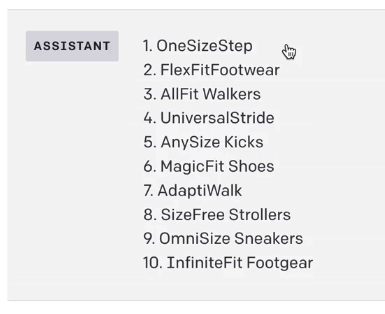 ASSISTANT
1. OneSizeStep
2. FlexFitFootwear
3. AllFit Walkers
4. UniversalStride
5. AnySize Kicks
6. MagicFit Shoes
7. AdaptiWalk
8. SizeFree Strollers
9. OmniSize Sneakers
10. InfiniteFit Footgear